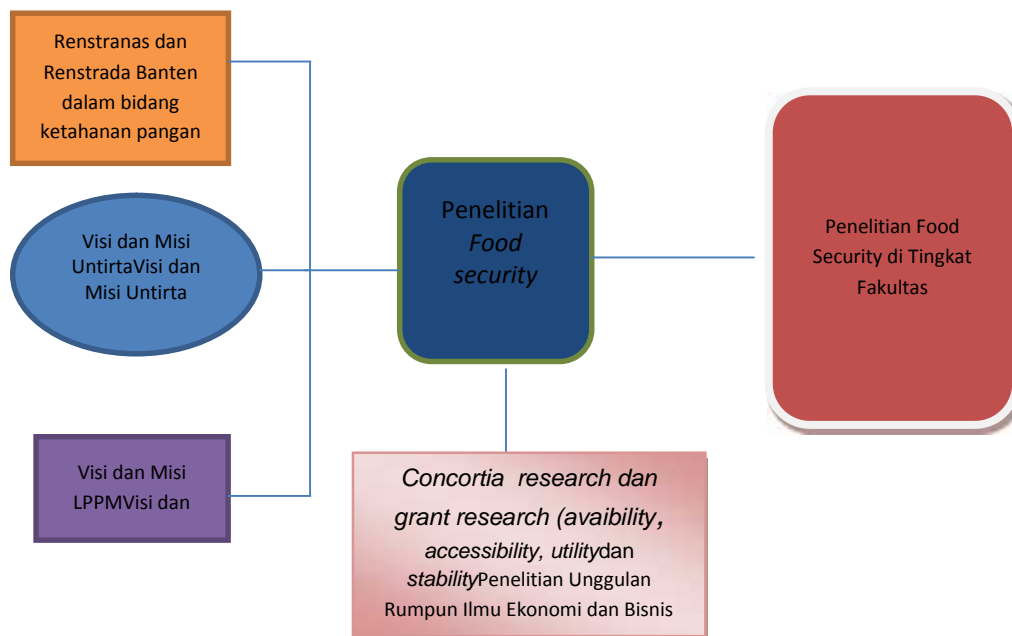 Renstranas dan
Renstrada Banten
dalam bidang
ketahanan pangan
Visi dan Misi
UntirtaVisi dan
Misi Untirta
Visi dan Misi
LPPMVisi dan
Penelitian
Food
security
Concortia research dan
grant research (avaibility,
accessibility, utilitydan
stabilityPenelitian Unggulan
Rumpun Ilmu Ekonomi dan Bisnis
Penelitian Food
Security di Tingkat
Fakultas